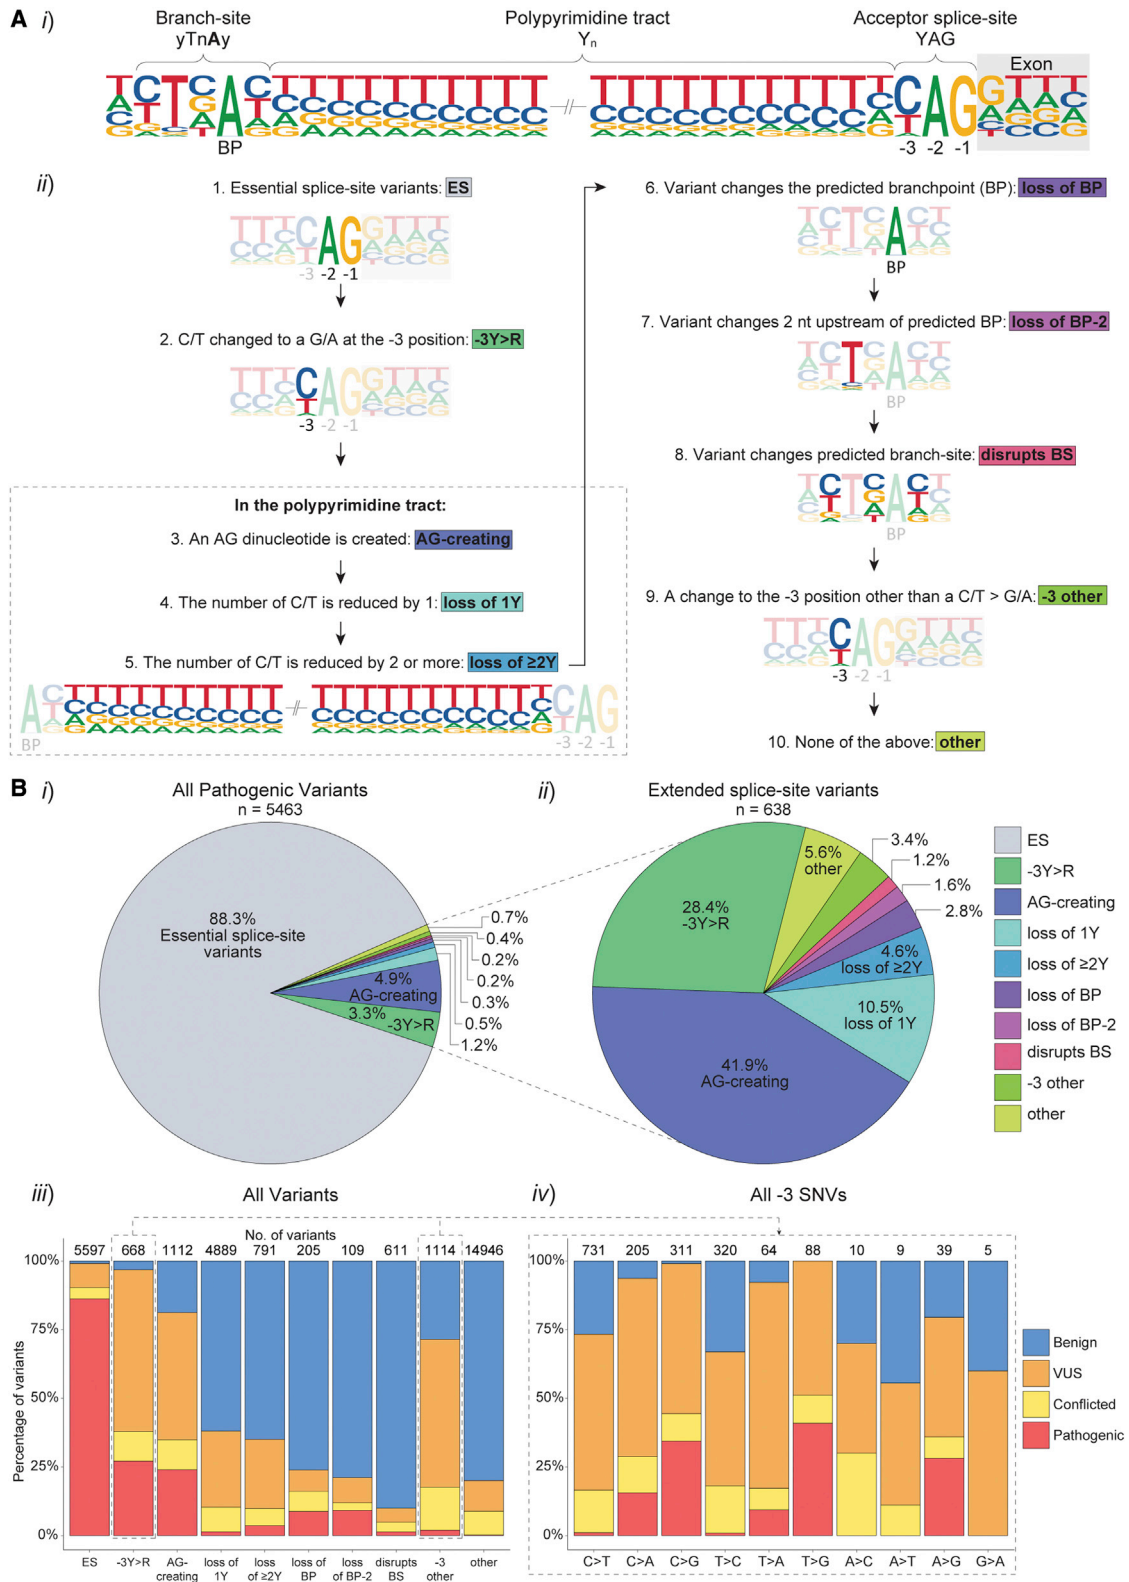 A i)
Branch-site
yTnAy
Polypyrimidine tract
Yn
Acceptor splice-site
YAG
Exon
BP
-3 -2 -1
ii)
1. Essential splice-site variants: ES
-3 -2 -1
2. C/T changed to a G/A at the -3 position: -3Y>R
-3 -2 -1
In the polypyrimidine tract:
3. An AG dinucleotide is created: AG-creating
4. The number of C/T is reduced by 1: loss of 1Y
5. The number of C/T is reduced by 2 or more: loss of ≥2Y
BP
-3 -2 -1
6. Variant changes the predicted branchpoint (BP): loss of BP
BP
7. Variant changes 2 nt upstream of predicted BP: loss of BP-2
BP
8. Variant changes predicted branch-site: disrupts BS
BP
9. A change to the -3 position other than a C/T > G/A: -3 other
-3 -2 -1
10. None of the above: other
B i)
All Pathogenic Variants
n = 5463
88.3%
Essential splice-site
variants
4.9%
AG-creating
3.3%
-3Y>R
0.7%
0.4%
0.2%
0.2%
0.3%
0.5%
1.2%
ii)
Extended splice-site variants
n = 638
5.6%
other
3.4%
1.2%
1.6%
2.8%
28.4%
-3Y>R
4.6%
loss of ≥2Y
10.5%
loss of 1Y
41.9%
AG-creating
ES
-3Y>R
AG-creating
loss of 1Y
loss of ≥2Y
loss of BP
loss of BP-2
disrupts BS
-3 other
other
iii)
All Variants
No. of variants
5597 668 1112 4889 791 205 109 611 1114 14946
100%
75%
50%
25%
0%
Percentage of variants
ES -3Y>R AG- loss of loss loss of loss disrupts -3 other
creating 1Y of ≥2Y BP of BP-2 BS other
iv)
All -3 SNVs
731 205 311 320 64 88 10 9 39 5
100%
75%
50%
25%
0%
C>T C>A C>G T>C T>A T>G A>C A>T A>G G>A
Benign
VUS
Conflicted
Pathogenic